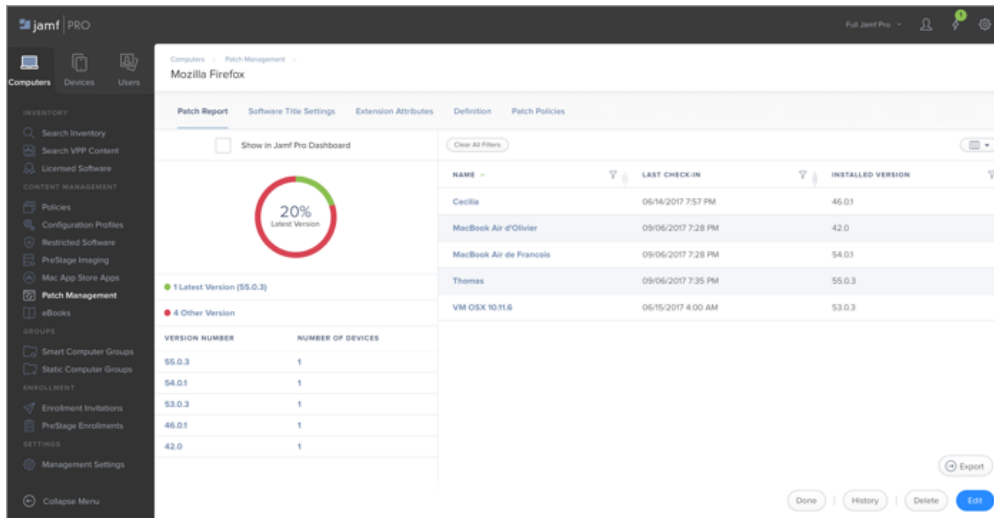 jamf PRO
Full Jamf Pro
1
Computers
Devices
Users
INVENTORY
Search Inventory
Search VPP Content
Licensed Software
CONTENT MANAGEMENT
Policies
Configuration Profiles
Restricted Software
PreStage Imaging
Mac App Store Apps
Patch Management
eBooks
GROUPS
Smart Computer Groups
Static Computer Groups
ENROLLMENT
Enrollment Invitations
PreStage Enrollments
SETTINGS
Management Settings
Collapse Menu
Computers › Patch Management ›
Mozilla Firefox
Patch Report Software Title Settings Extension Attributes Definition Patch Policies
Show in Jamf Pro Dashboard
20%
Latest Version
1 Latest Version (55.0.3)
4 Other Version
VERSION NUMBER NUMBER OF DEVICES
55.0.3 1
54.0.1 1
53.0.3 1
46.0.1 1
42.0 1
Clear All Filters
NAME LAST CHECK-IN INSTALLED VERSION
Cecilia 06/14/2017 7:57 PM 46.0.1
MacBook Air d'Olivier 09/06/2017 7:28 PM 42.0
MacBook Air de Francois 09/06/2017 7:28 PM 54.0.1
Thomas 09/06/2017 7:35 PM 55.0.3
VM OSX 10.11.6 06/15/2017 4:00 AM 53.0.3
Export
Done History Delete Edit